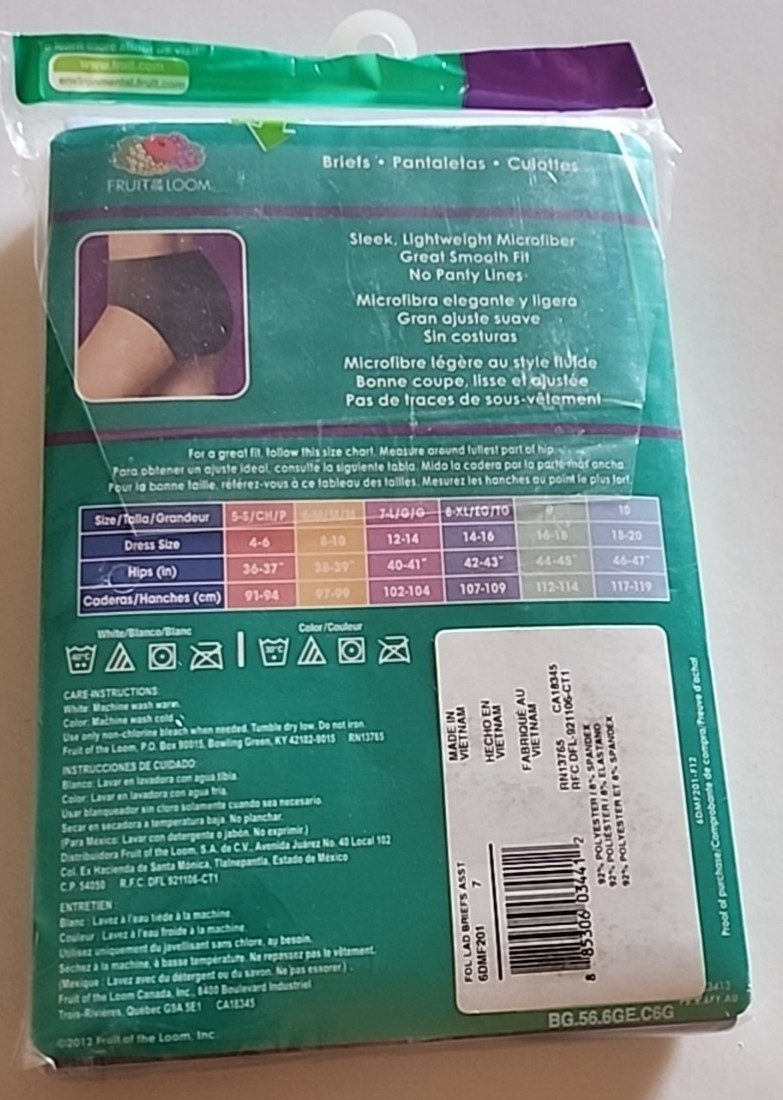 to learn more about us visit:
www.fruit.com
environmental.fruit.com
FRUIT OF THE LOOM
Briefs • Pantaletas • Culottes
Sleek, Lightweight Microfiber
Great Smooth Fit
No Panty Lines
Microfibra elegante y ligera
Gran ajuste suave
Sin costuras
Microfibre légère au style fluide
Bonne coupe, lisse et ajustée
Pas de traces de sous-vêtement
For a great fit, follow this size chart. Measure around fullest part of hip.
Para obtener un ajuste ideal, consulte la siguiente tabla. Mida la cadera por la parte más ancha.
Pour la bonne taille, référez-vous à ce tableau des tailles. Mesurez les hanches au point le plus fort.
Size/Talla/Grandeur 5-S/CH/P 6-M/M/M 7-L/G/G 8-XL/EG/TG 9 10
Dress Size 4-6 8-10 12-14 14-16 16-18 18-20
Hips (in) 36-37" 38-39" 40-41" 42-43" 44-45" 46-47"
Caderas/Hanches (cm) 91-94 97-99 102-104 107-109 112-114 117-119
White/Blanco/Blanc Color/Couleur
40°C 30°C
CARE INSTRUCTIONS:
White: Machine wash warm.
Color: Machine wash cold.
Use only non-chlorine bleach when needed. Tumble dry low. Do not iron.
Fruit of the Loom, P.O. Box 90015, Bowling Green, KY 42102-9015 RN13765
INSTRUCCIONES DE CUIDADO:
Blanco: Lavar en lavadora con agua tibia.
Color: Lavar en lavadora con agua fría.
Usar blanqueador sin cloro solamente cuando sea necesario.
Secar en secadora a temperatura baja. No planchar.
(Para México: Lavar con detergente o jabón. No exprimir.)
Distribuidora Fruit of the Loom, S.A. de C.V., Avenida Juárez No. 40 Local 102
Col. Ex Hacienda de Santa Mónica, Tlalnepantla, Estado de México
C.P. 54050 R.F.C. DFL 921106-CT1
ENTRETIEN:
Blanc: Lavez à l'eau tiède à la machine.
Couleur: Lavez à l'eau froide à la machine.
Utilisez uniquement du javellisant sans chlore, au besoin.
Séchez à la machine, à basse température. Ne repassez pas le vêtement.
(Mexique: Lavez avec du détergent ou du savon. Ne pas essorer.)
Fruit of the Loom Canada, Inc., 8400 Boulevard Industriel
Trois-Rivières, Québec G9A 5E1 CA18345
©2012 Fruit of the Loom, Inc.
MADE IN
VIETNAM
HECHO EN
VIETNAM
FABRIQUÉ AU
VIETNAM
RN13765 CA18345
RFC DFL-921106-CT1
92% POLYESTER / 8% SPANDEX
92% POLIÉSTER / 8% ELASTANO
92% POLYESTER ET 8% SPANDEX
FOL LAD BRIEFS ASST
6DMF201 7
8 85306 03441 2
6DMF201-F12
Proof of purchase/Comprobante de compra/Preuve d'achat
BG.56.6GE.C6G